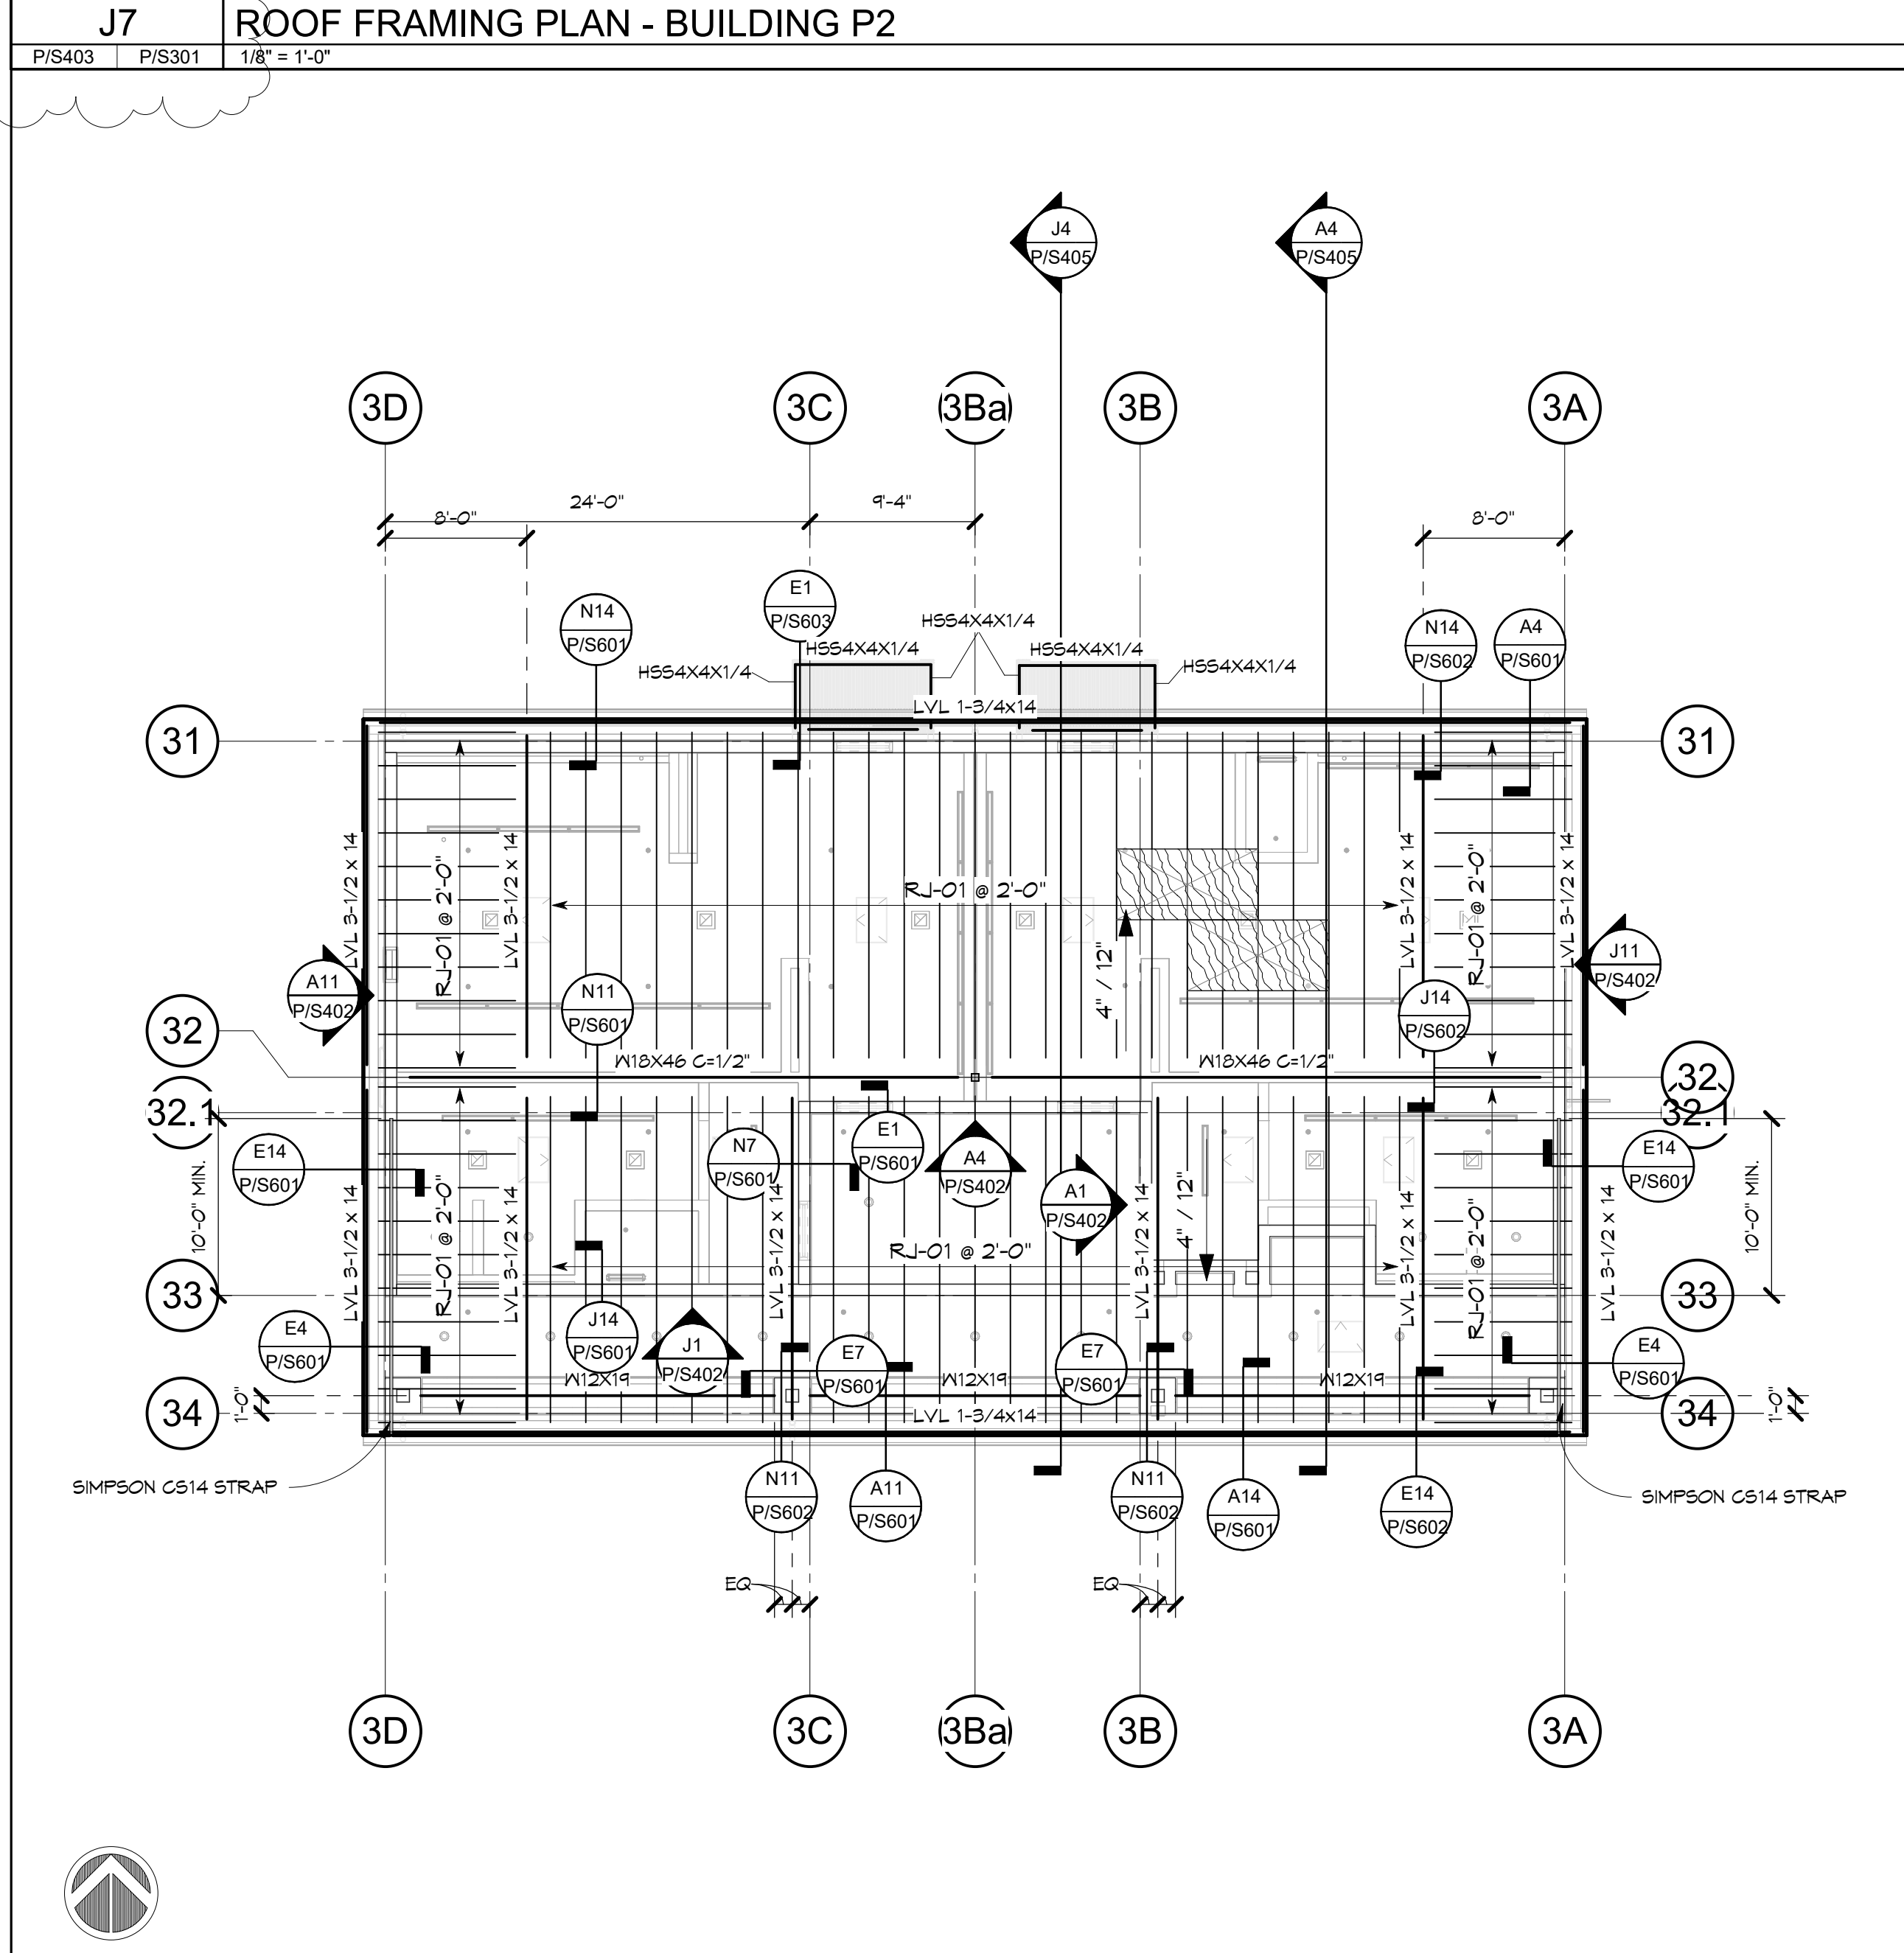 J7
ROOF FRAMING PLAN - BUILDING P2
P/S403
P/S301
1/8" = 1'-0"
J4
P/S405
A4
P/S405
3D
3C
3Ba
3B
3A
24'-0"
9'-4"
8'-0"
8'-0"
N14
P/S601
E1
P/S603
HSS4X4X1/4
HSS4X4X1/4
HSS4X4X1/4
HSS4X4X1/4
HSS4X4X1/4
N14
P/S602
A4
P/S601
LVL 1-3/4x14
31
31
LVL 3-1/2 x 14
RJ-01 @ 2'-0"
LVL 3-1/2 x 14
RJ-01 @ 2'-0"
LVL 3-1/2 x 14
RJ-01 @ 2'-0"
LVL 3-1/2 x 14
4" / 12"
A11
P/S402
N11
P/S601
J14
P/S602
J11
P/S402
32
W18X46 C=1/2"
W18X46 C=1/2"
32
32.1
32.1
E14
P/S601
N7
P/S601
E1
P/S601
A4
P/S402
A1
P/S402
E14
P/S601
10'-0" MIN.
LVL 3-1/2 x 14
RJ-01 @ 2'-0"
LVL 3-1/2 x 14
LVL 3-1/2 x 14
RJ-01 @ 2'-0"
LVL 3-1/2 x 14
4" / 12"
LVL 3-1/2 x 14
RJ-01 @ 2'-0"
LVL 3-1/2 x 14
10'-0" MIN.
33
33
E4
P/S601
J14
P/S601
J1
P/S402
E7
P/S601
E7
P/S601
E4
P/S601
W12X19
W12X19
W12X19
34
1'-0"
LVL 1-3/4x14
34
1'-0"
SIMPSON CS14 STRAP
N11
P/S602
A11
P/S601
N11
P/S602
A14
P/S601
E14
P/S602
SIMPSON CS14 STRAP
EQ
EQ
3D
3C
3Ba
3B
3A